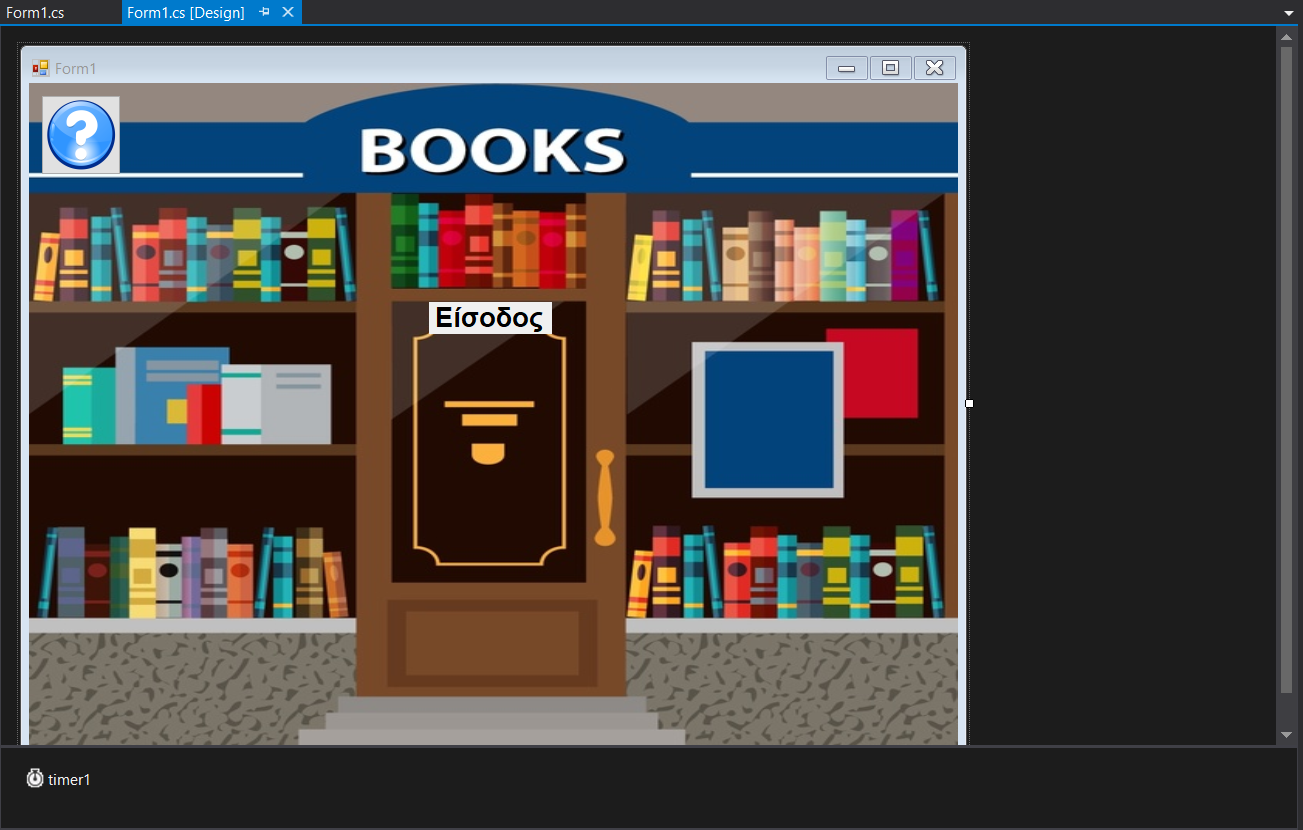 Form1.cs
Form1.cs [Design]
Form1
?
BOOKS
Είσοδος
timer1